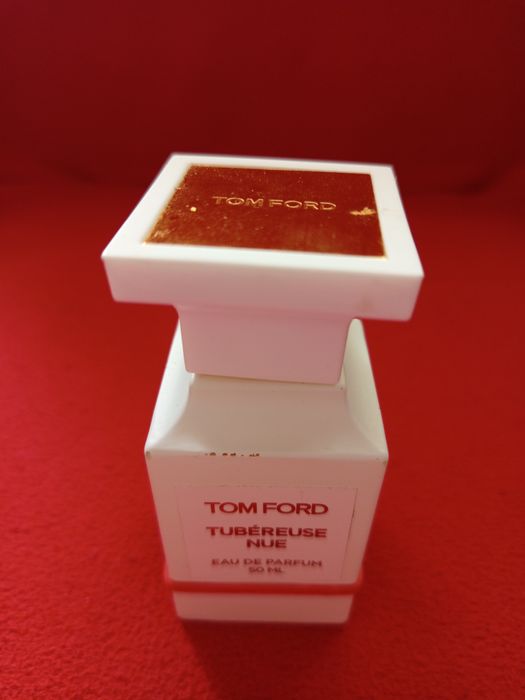 TOM FORD
TOM FORD
TUBÉREUSE
NUE
EAU DE PARFUM
50 ML